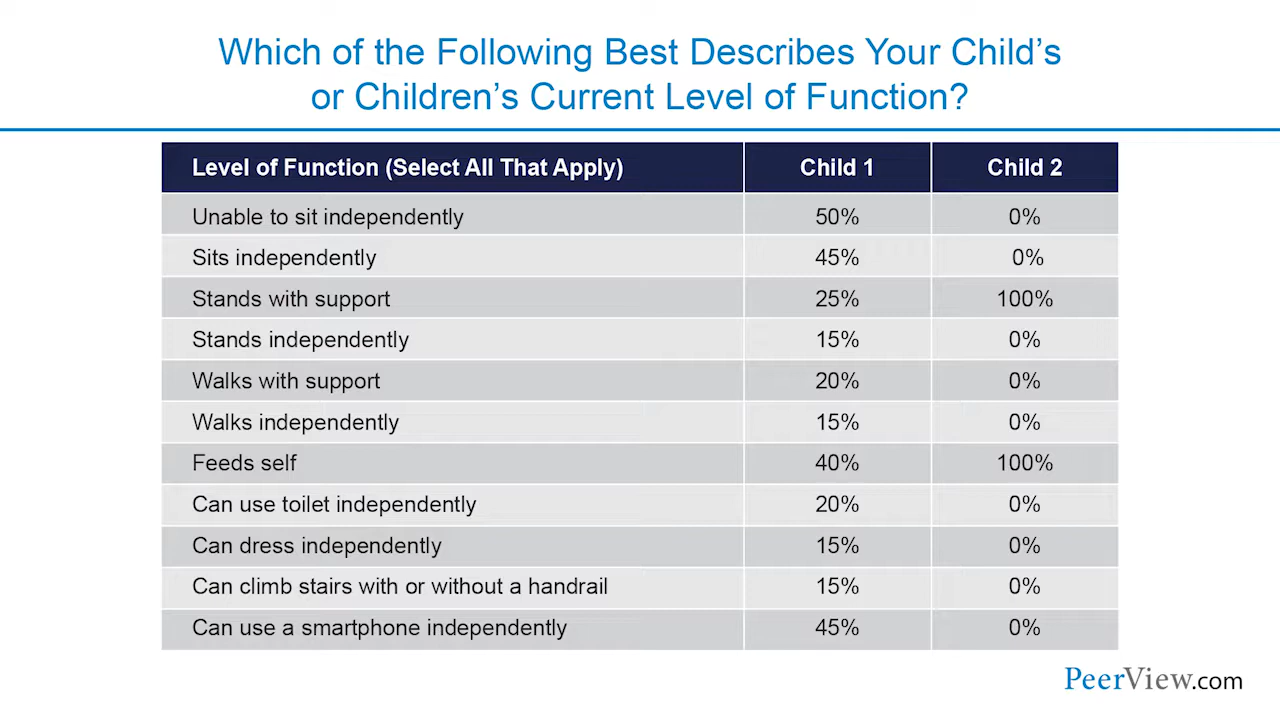 Which of the Following Best Describes Your Child's
or Children's Current Level of Function?
Level of Function (Select All That Apply) Child 1 Child 2
Unable to sit independently 50% 0%
Sits independently 45% 0%
Stands with support 25% 100%
Stands independently 15% 0%
Walks with support 20% 0%
Walks independently 15% 0%
Feeds self 40% 100%
Can use toilet independently 20% 0%
Can dress independently 15% 0%
Can climb stairs with or without a handrail 15% 0%
Can use a smartphone independently 45% 0%
PeerView.com